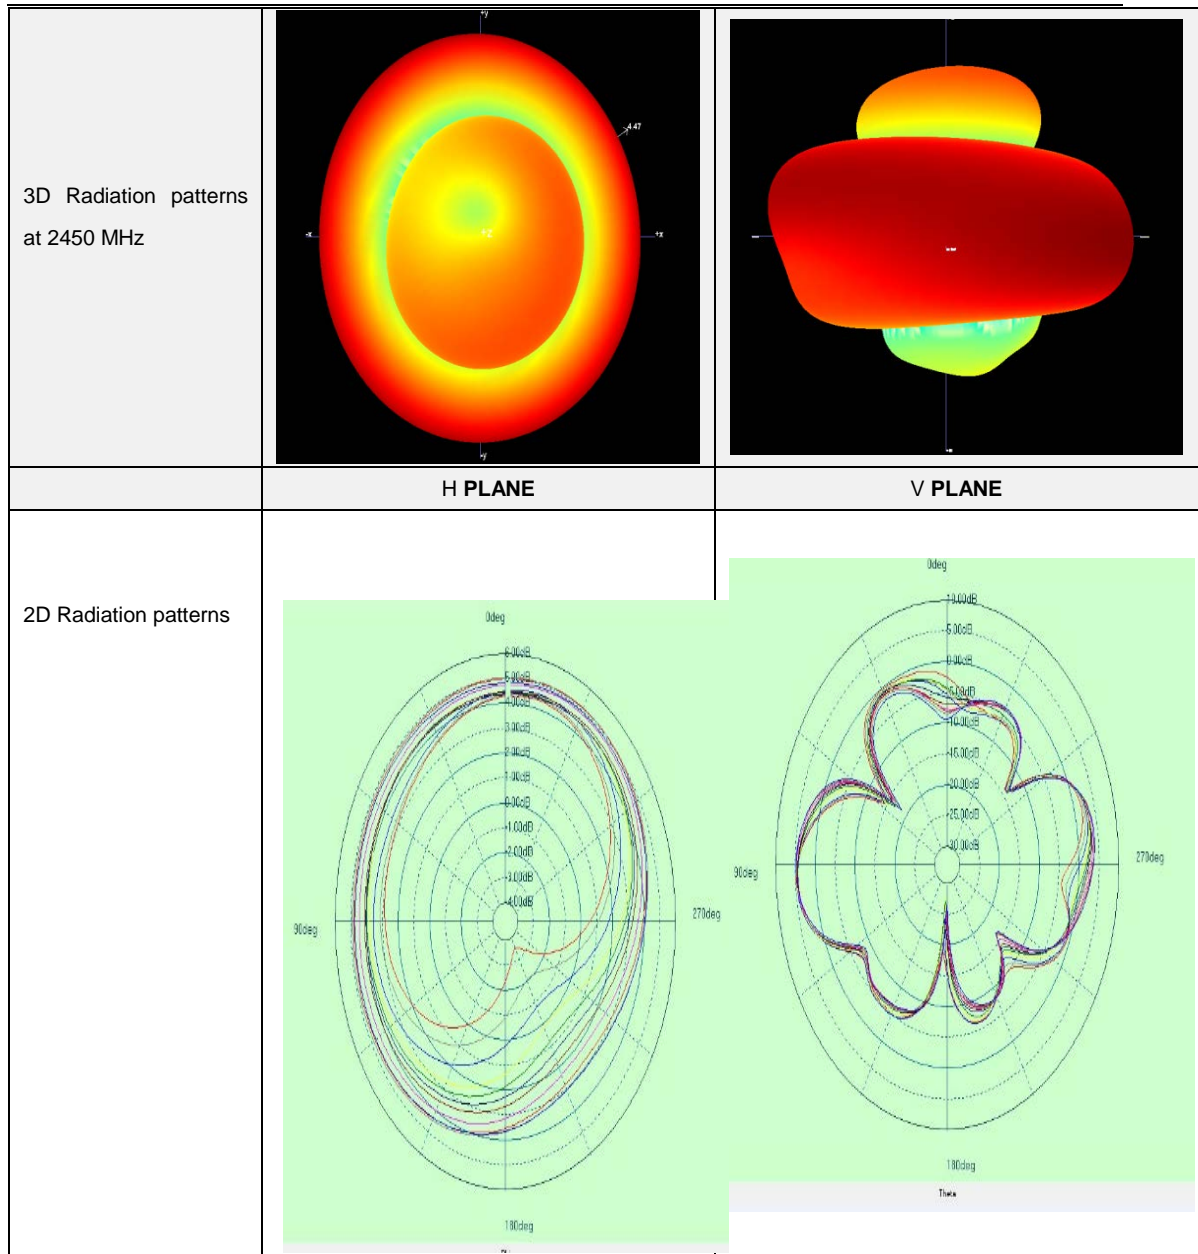 3D Radiation patterns
at 2450 MHz
+y
4.47
-x
+z
+x
-y
H PLANE
V PLANE
2D Radiation patterns
0deg
6.00dB
5.00dB
4.00dB
3.00dB
2.00dB
1.00dB
0.00dB
-1.00dB
-2.00dB
-3.00dB
-4.00dB
90deg
270deg
180deg
0deg
10.00dB
5.00dB
0.00dB
-5.00dB
-10.00dB
-15.00dB
-20.00dB
-25.00dB
-30.00dB
90deg
270deg
180deg
Theta